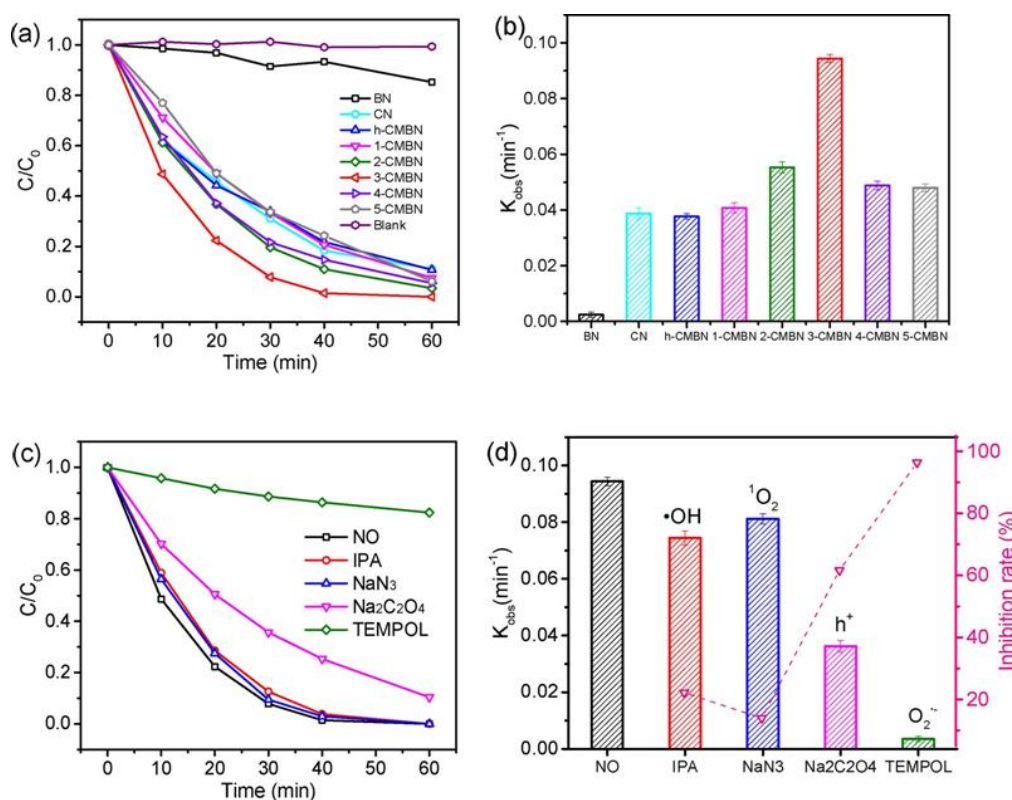 (a)
C/C0
1.0
0.8
0.6
0.4
0.2
0.0
BN
CN
h-CMBN
1-CMBN
2-CMBN
3-CMBN
4-CMBN
5-CMBN
Blank
0 10 20 30 40 50 60
Time (min)
(b)
Kobs(min-1)
0.10
0.08
0.06
0.04
0.02
0.00
BN CN h-CMBN 1-CMBN 2-CMBN 3-CMBN 4-CMBN 5-CMBN
(c)
C/C0
1.0
0.8
0.6
0.4
0.2
0.0
NO
IPA
NaN3
Na2C2O4
TEMPOL
0 10 20 30 40 50 60
Time (min)
(d)
Kobs(min-1)
0.10
0.08
0.06
0.04
0.02
0.00
•OH
1O2
h+
O2•-
NO IPA NaN3 Na2C2O4 TEMPOL
100
80
60
40
20
Inhibition rate (%)